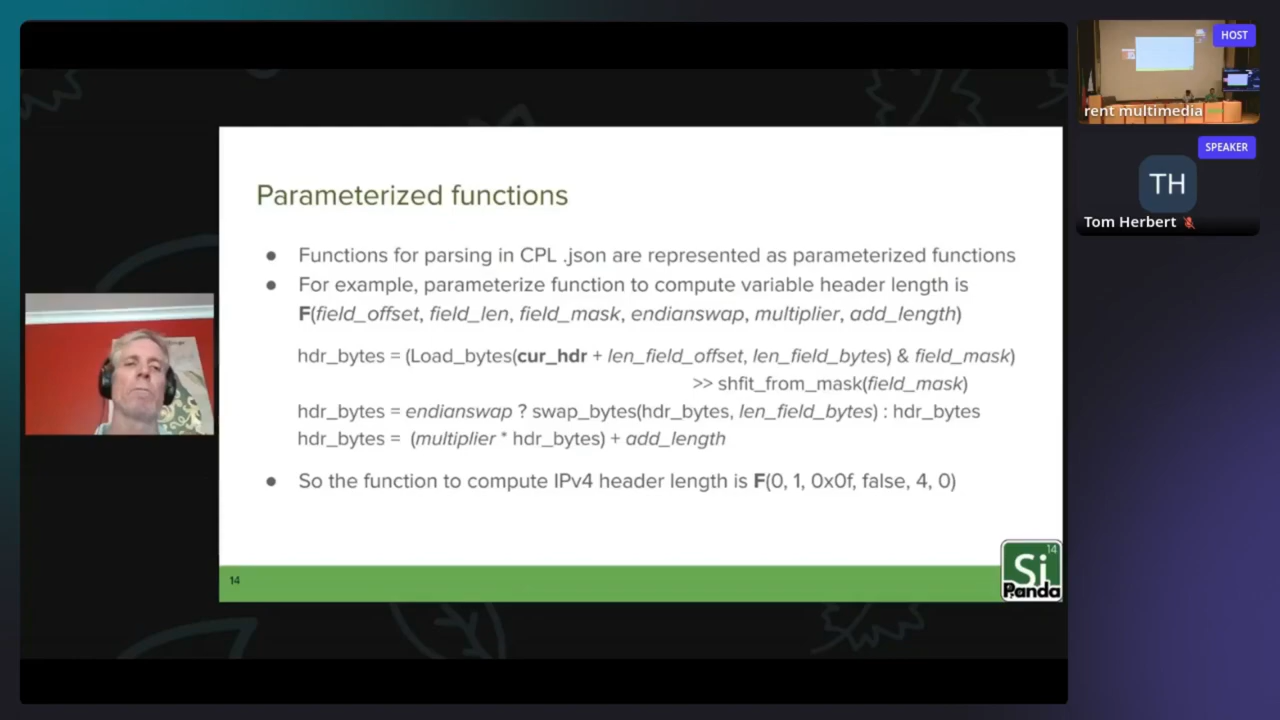 Parameterized functions
● Functions for parsing in CPL .json are represented as parameterized functions
● For example, parameterize function to compute variable header length is
F(field_offset, field_len, field_mask, endianswap, multiplier, add_length)
hdr_bytes = (Load_bytes(cur_hdr + len_field_offset, len_field_bytes) & field_mask)
>> shfit_from_mask(field_mask)
hdr_bytes = endianswap ? swap_bytes(hdr_bytes, len_field_bytes) : hdr_bytes
hdr_bytes = (multiplier * hdr_bytes) + add_length
● So the function to compute IPv4 header length is F(0, 1, 0x0f, false, 4, 0)
14
14
Si
Panda
HOST
rent multimedia
SPEAKER
TH
Tom Herbert